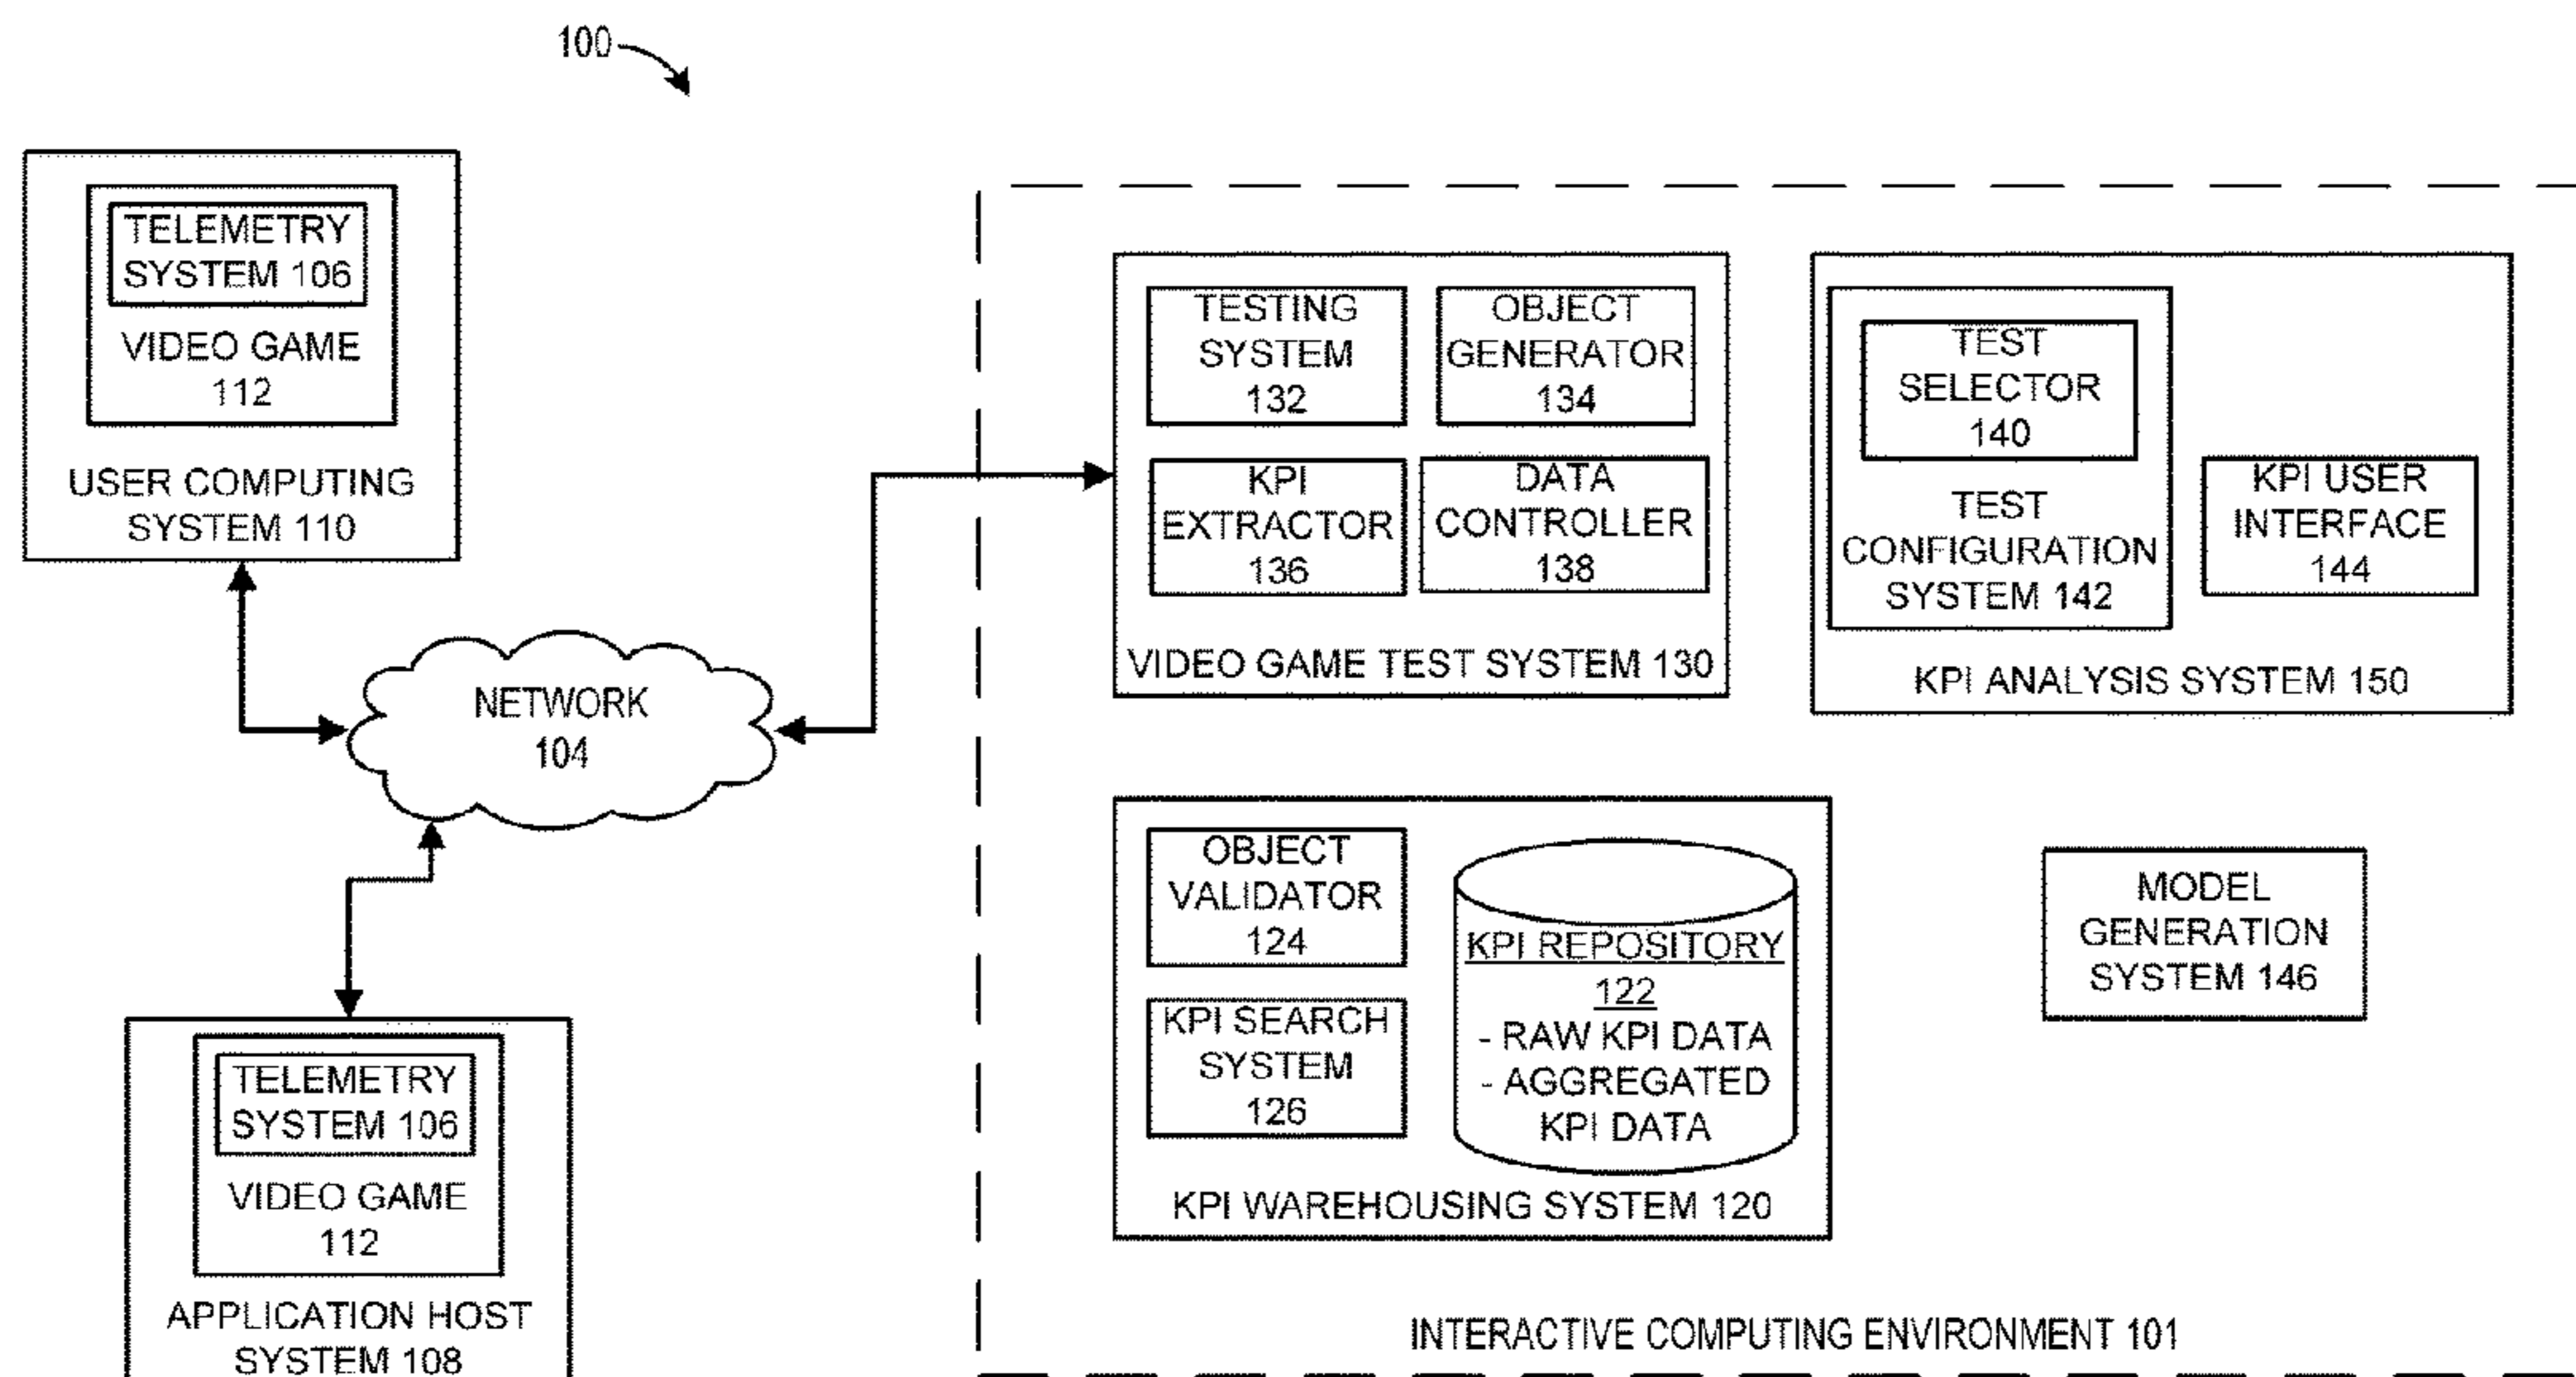 100
TELEMETRY
SYSTEM 106
VIDEO GAME
112
USER COMPUTING
SYSTEM 110
NETWORK
104
TELEMETRY
SYSTEM 106
VIDEO GAME
112
APPLICATION HOST
SYSTEM 108
TESTING
SYSTEM
132
OBJECT
GENERATOR
134
KPI
EXTRACTOR
136
DATA
CONTROLLER
138
VIDEO GAME TEST SYSTEM 130
TEST
SELECTOR
140
TEST
CONFIGURATION
SYSTEM 142
KPI USER
INTERFACE
144
KPI ANALYSIS SYSTEM 150
OBJECT
VALIDATOR
124
KPI SEARCH
SYSTEM
126
KPI REPOSITORY
122
- RAW KPI DATA
- AGGREGATED
KPI DATA
KPI WAREHOUSING SYSTEM 120
MODEL
GENERATION
SYSTEM 146
INTERACTIVE COMPUTING ENVIRONMENT 101